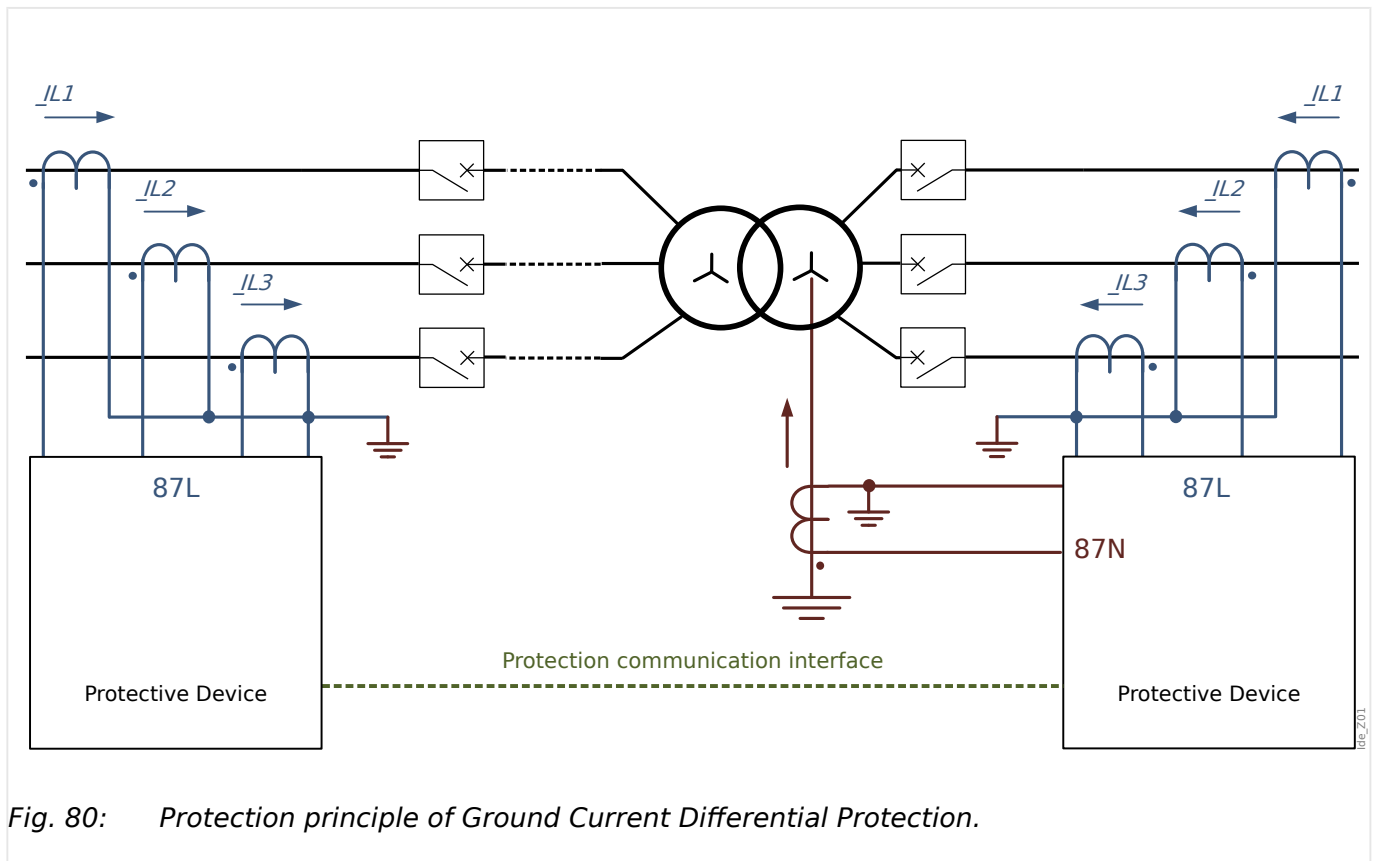 _IL1
_IL1
_IL2
_IL2
_IL3
_IL3
87L
87L
87N
Protection communication interface
Protective Device
Protective Device
lde_Z01
Fig. 80: Protection principle of Ground Current Differential Protection.